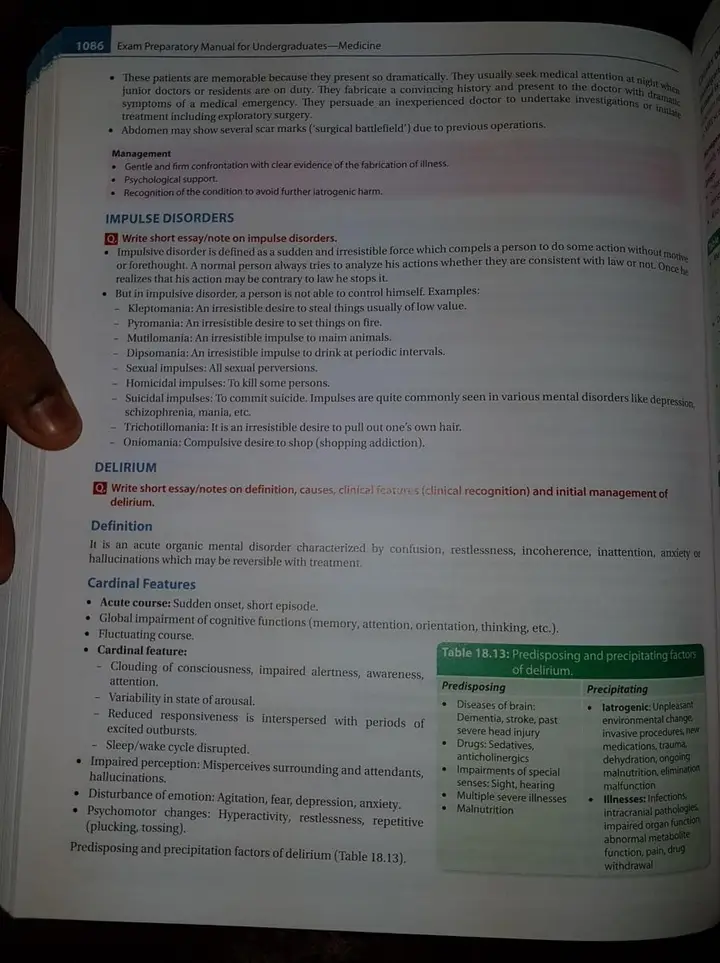 1086 Exam Preparatory Manual for Undergraduates—Medicine
• These patients are memorable because they present so dramatically. They usually seek medical attention at night when
junior doctors or residents are on duty. They fabricate a convincing history and present to the doctor with dramatic
symptoms of a medical emergency. They persuade an inexperienced doctor to undertake investigations or initiate
treatment including exploratory surgery.
• Abdomen may show several scar marks ('surgical battlefield') due to previous operations.
Management
• Gentle and firm confrontation with clear evidence of the fabrication of illness.
• Psychological support.
• Recognition of the condition to avoid further iatrogenic harm.
IMPULSE DISORDERS
Q. Write short essay/note on impulse disorders.
• Impulsive disorder is defined as a sudden and irresistible force which compels a person to do some action without motive
or forethought. A normal person always tries to analyze his actions whether they are consistent with law or not. Once he
realizes that his action may be contrary to law he stops it.
• But in impulsive disorder, a person is not able to control himself. Examples:
– Kleptomania: An irresistible desire to steal things usually of low value.
– Pyromania: An irresistible desire to set things on fire.
– Mutilomania: An irresistible impulse to maim animals.
– Dipsomania: An irresistible impulse to drink at periodic intervals.
– Sexual impulses: All sexual perversions.
– Homicidal impulses: To kill some persons.
– Suicidal impulses: To commit suicide. Impulses are quite commonly seen in various mental disorders like depression,
schizophrenia, mania, etc.
– Trichotillomania: It is an irresistible desire to pull out one's own hair.
– Oniomania: Compulsive desire to shop (shopping addiction).
DELIRIUM
Q. Write short essay/notes on definition, causes, clinical features (clinical recognition) and initial management of
delirium.
Definition
It is an acute organic mental disorder characterized by confusion, restlessness, incoherence, inattention, anxiety or
hallucinations which may be reversible with treatment.
Cardinal Features
• Acute course: Sudden onset, short episode.
• Global impairment of cognitive functions (memory, attention, orientation, thinking, etc.).
• Fluctuating course.
• Cardinal feature:
– Clouding of consciousness, impaired alertness, awareness,
attention.
– Variability in state of arousal.
– Reduced responsiveness is interspersed with periods of
excited outbursts.
– Sleep/wake cycle disrupted.
• Impaired perception: Misperceives surrounding and attendants,
hallucinations.
• Disturbance of emotion: Agitation, fear, depression, anxiety.
• Psychomotor changes: Hyperactivity, restlessness, repetitive
(plucking, tossing).
Predisposing and precipitation factors of delirium (Table 18.13).
Table 18.13: Predisposing and precipitating factors
of delirium.
Predisposing
• Diseases of brain:
Dementia, stroke, past
severe head injury
• Drugs: Sedatives,
anticholinergics
• Impairments of special
senses: Sight, hearing
• Multiple severe illnesses
• Malnutrition
Precipitating
• Iatrogenic: Unpleasant
environmental change,
invasive procedures, new
medications, trauma,
dehydration, ongoing
malnutrition, elimination
malfunction
• Illnesses: Infections,
intracranial pathologies,
impaired organ function,
abnormal metabolite
function, pain, drug
withdrawal